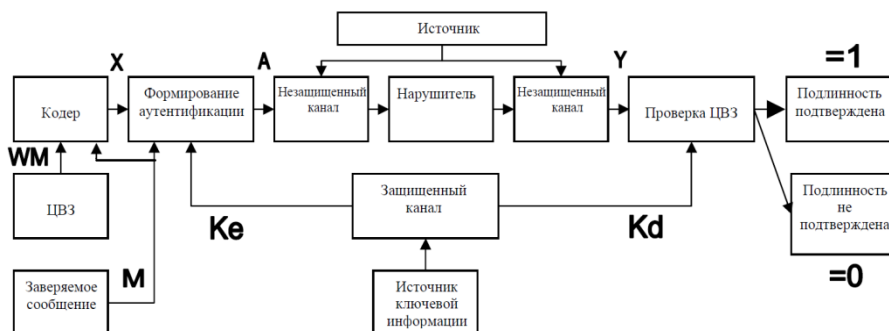 Источник
X
A
Y
=1
Кодер
Формирование
аутентификации
Незащишенный
канал
Нарушитель
Незащищенный
канал
Проверка ЦВЗ
Подлинность
подтверждена
WM
ЦВЗ
Ke
Защищенный
канал
Kd
Подлинность
не
подтверждена
=0
Заверяемое
сообщение
M
Источник
ключевой
информации